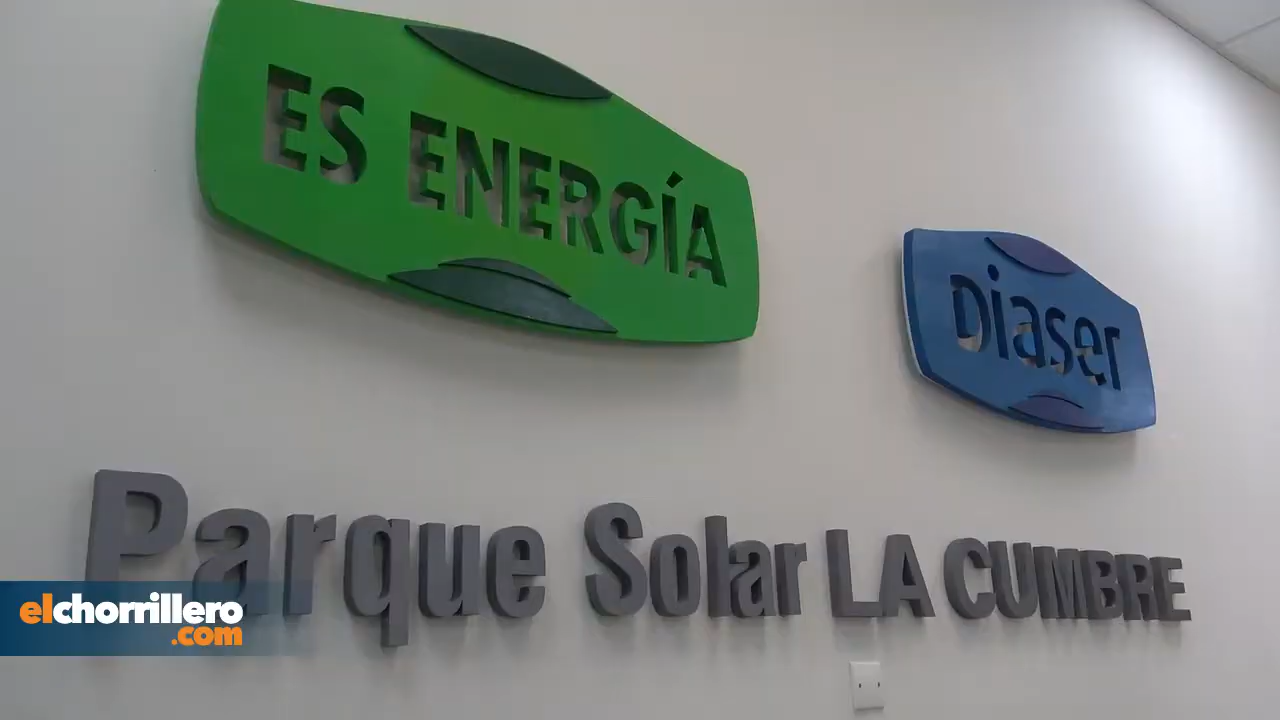 ES ENERGÍA
Diaser
Parque Solar LA CUMBRE
elchorrillero
.com